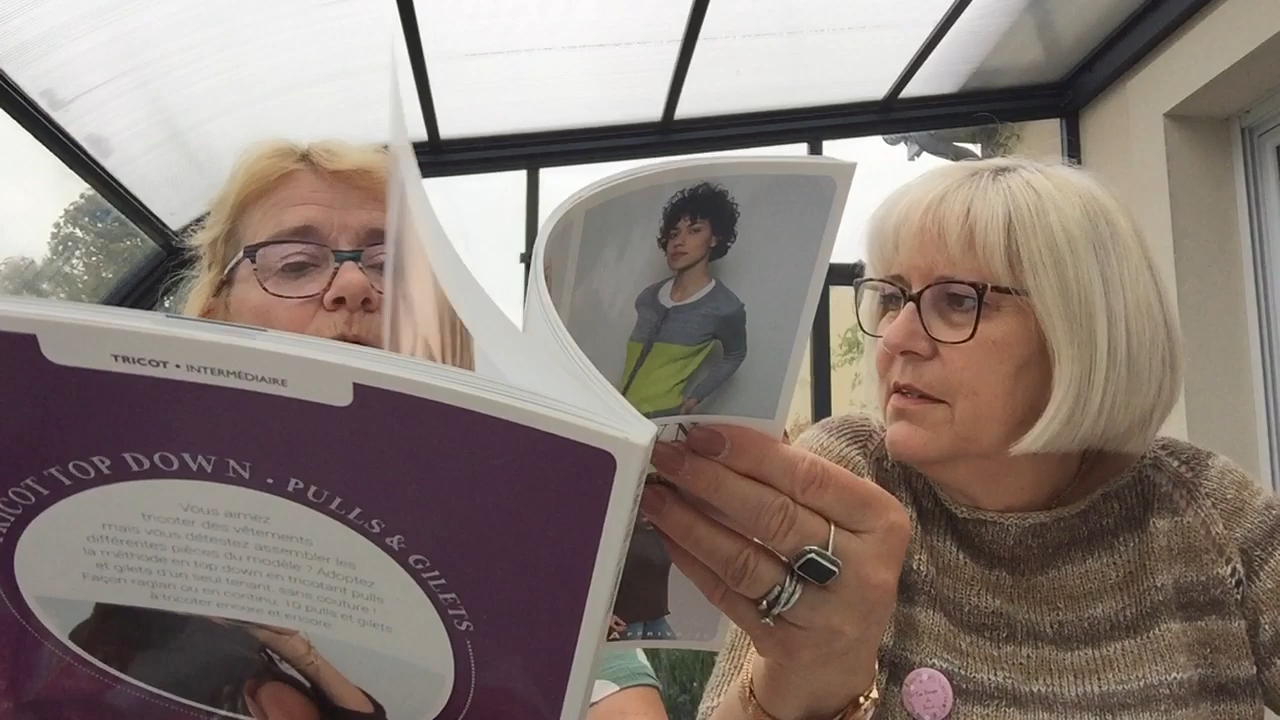 TRICOT • INTERMÉDIAIRE
TRICOT TOP DOWN • PULLS & GILETS
Vous aimez
tricoter des vêtements
mais vous détestez assembler les
différentes pièces du modèle ? Adoptez
la méthode en top down en tricotant pulls
et gilets d'un seul tenant, sans couture !
Façon raglan ou en continu, 10 pulls et gilets
à tricoter encore et encore